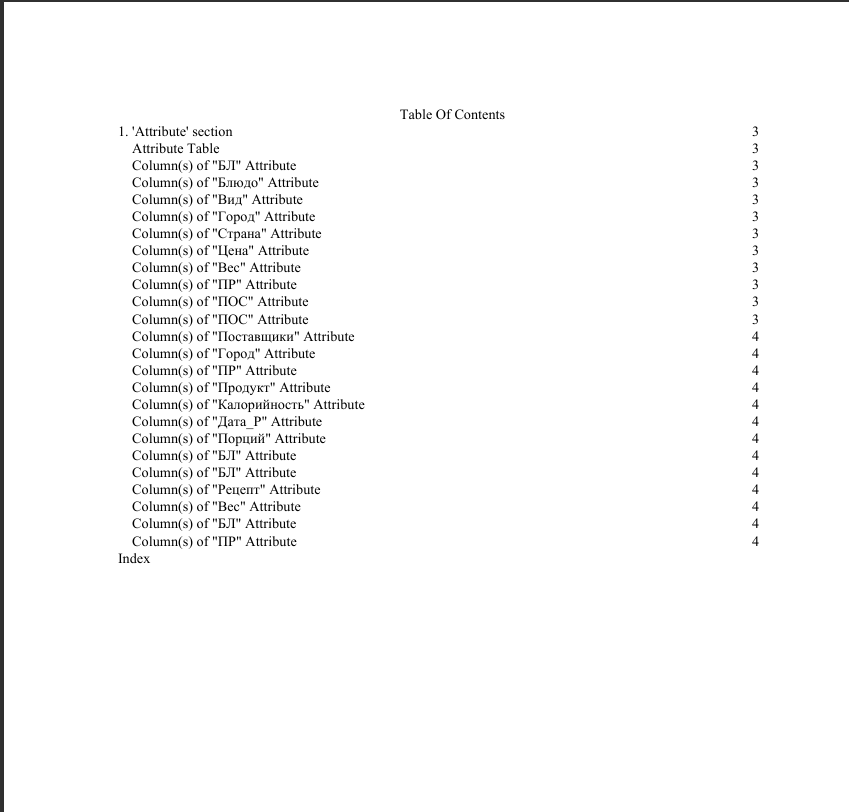 Table Of Contents
1. 'Attribute' section 3
Attribute Table 3
Column(s) of "БЛ" Attribute 3
Column(s) of "Блюдо" Attribute 3
Column(s) of "Вид" Attribute 3
Column(s) of "Город" Attribute 3
Column(s) of "Страна" Attribute 3
Column(s) of "Цена" Attribute 3
Column(s) of "Вес" Attribute 3
Column(s) of "ПР" Attribute 3
Column(s) of "ПОС" Attribute 3
Column(s) of "ПОС" Attribute 3
Column(s) of "Поставщики" Attribute 4
Column(s) of "Город" Attribute 4
Column(s) of "ПР" Attribute 4
Column(s) of "Продукт" Attribute 4
Column(s) of "Калорийность" Attribute 4
Column(s) of "Дата_Р" Attribute 4
Column(s) of "Порций" Attribute 4
Column(s) of "БЛ" Attribute 4
Column(s) of "БЛ" Attribute 4
Column(s) of "Рецепт" Attribute 4
Column(s) of "Вес" Attribute 4
Column(s) of "БЛ" Attribute 4
Column(s) of "ПР" Attribute 4
Index